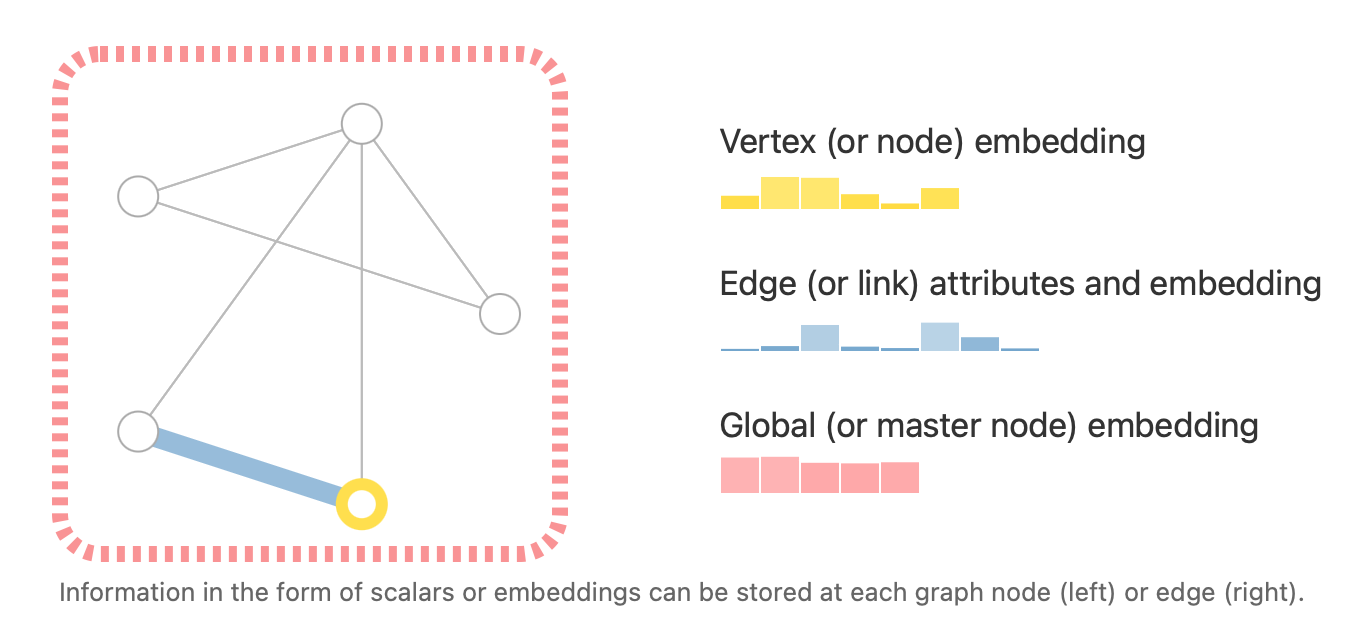 Vertex (or node) embedding
Edge (or link) attributes and embedding
Global (or master node) embedding
Information in the form of scalars or embeddings can be stored at each graph node (left) or edge (right).